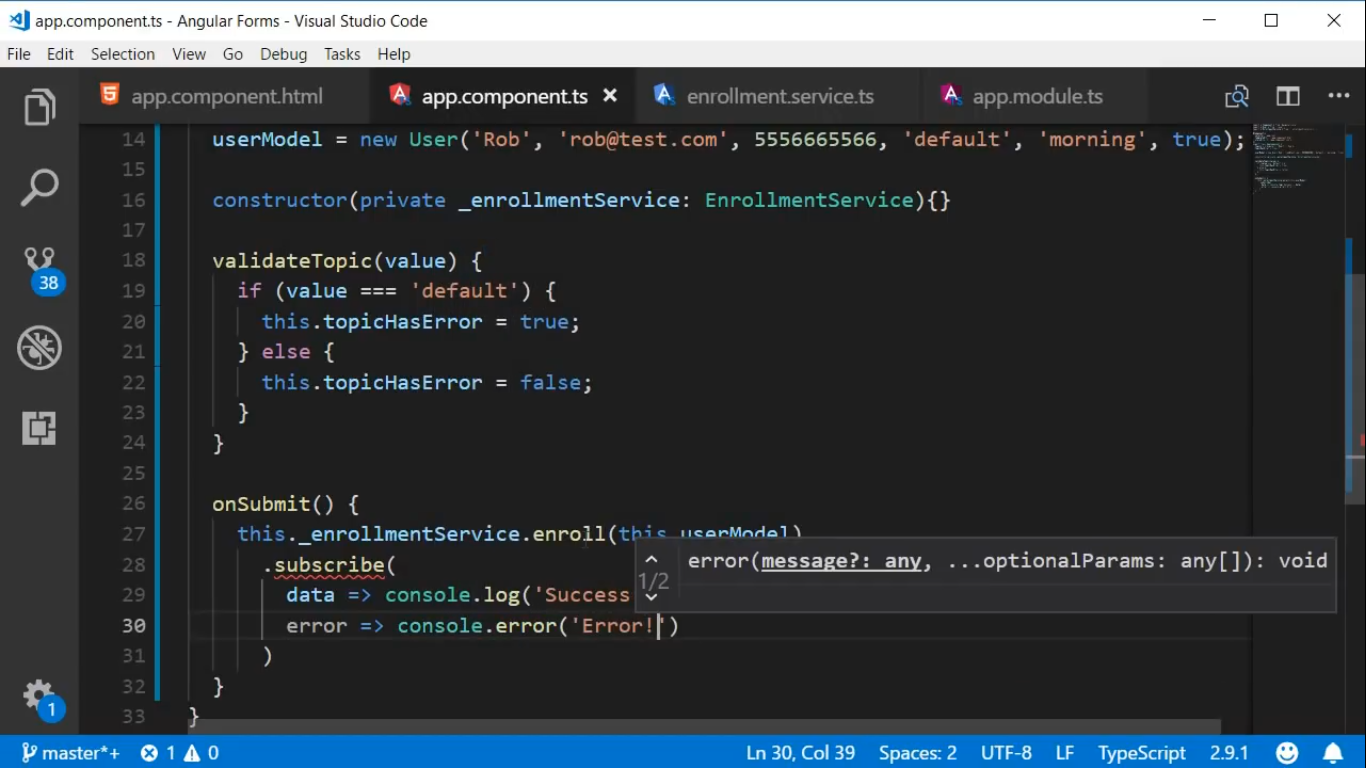 app.component.ts - Angular Forms - Visual Studio Code
File Edit Selection View Go Debug Tasks Help
app.component.html app.component.ts enrollment.service.ts app.module.ts
14 userModel = new User('Rob', 'rob@test.com', 5556665566, 'default', 'morning', true);
15
16 constructor(private _enrollmentService: EnrollmentService){}
17
18 validateTopic(value) {
19 if (value === 'default') {
20 this.topicHasError = true;
21 } else {
22 this.topicHasError = false;
23 }
24 }
25
26 onSubmit() {
27 this._enrollmentService.enroll(this.userModel)
28 .subscribe(
error(message?: any, ...optionalParams: any[]): void
1/2
29 data => console.log('Success
30 error => console.error('Error!')
31 )
32 }
33 }
38
1
master*+ 1 0 Ln 30, Col 39 Spaces: 2 UTF-8 LF TypeScript 2.9.1